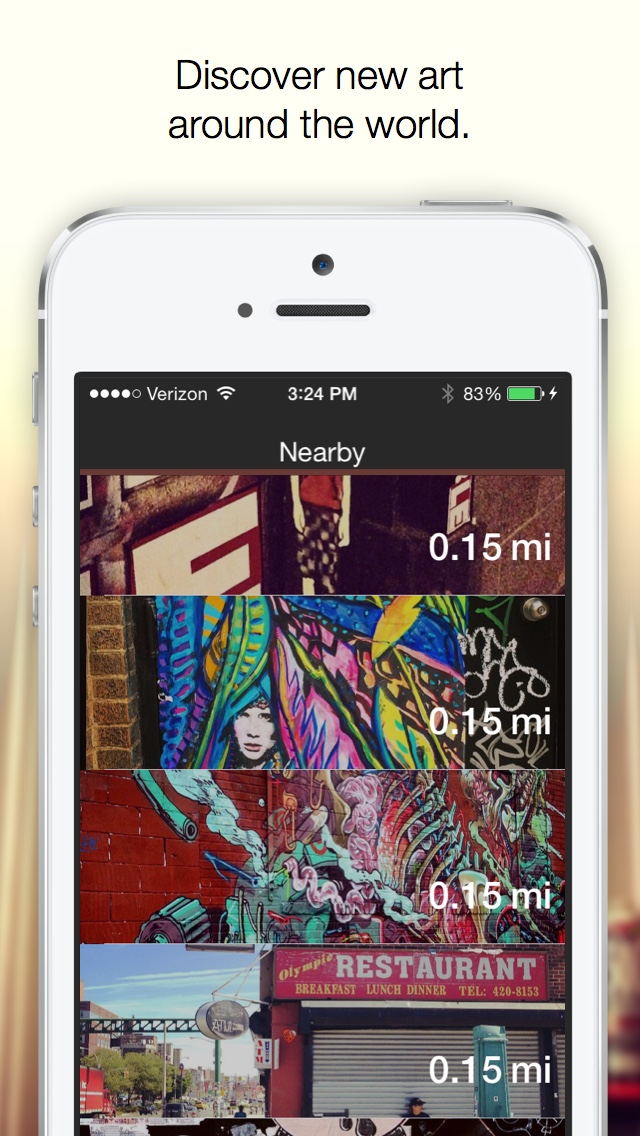 Discover new art
around the world.
Verizon 3:24 PM 83%
Nearby
0.15 mi
0.15 mi
0.15 mi
Olympic RESTAURANT
BREAKFAST LUNCH DINNER TEL: 420-8153
ATM
0.15 mi